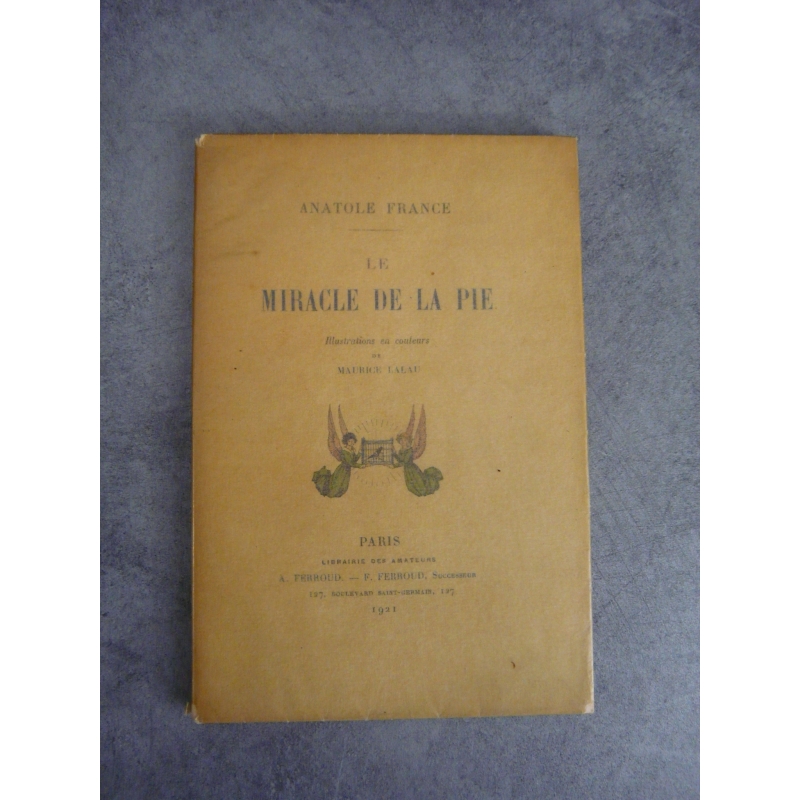 ANATOLE FRANCE
LE
MIRACLE DE LA PIE
Illustrations en couleurs
DE
MAURICE LALAU
PARIS
LIBRAIRIE DES AMATEURS
A. FERROUD. — F. FERROUD, Successeur
127, BOULEVARD SAINT-GERMAIN, 127
1921